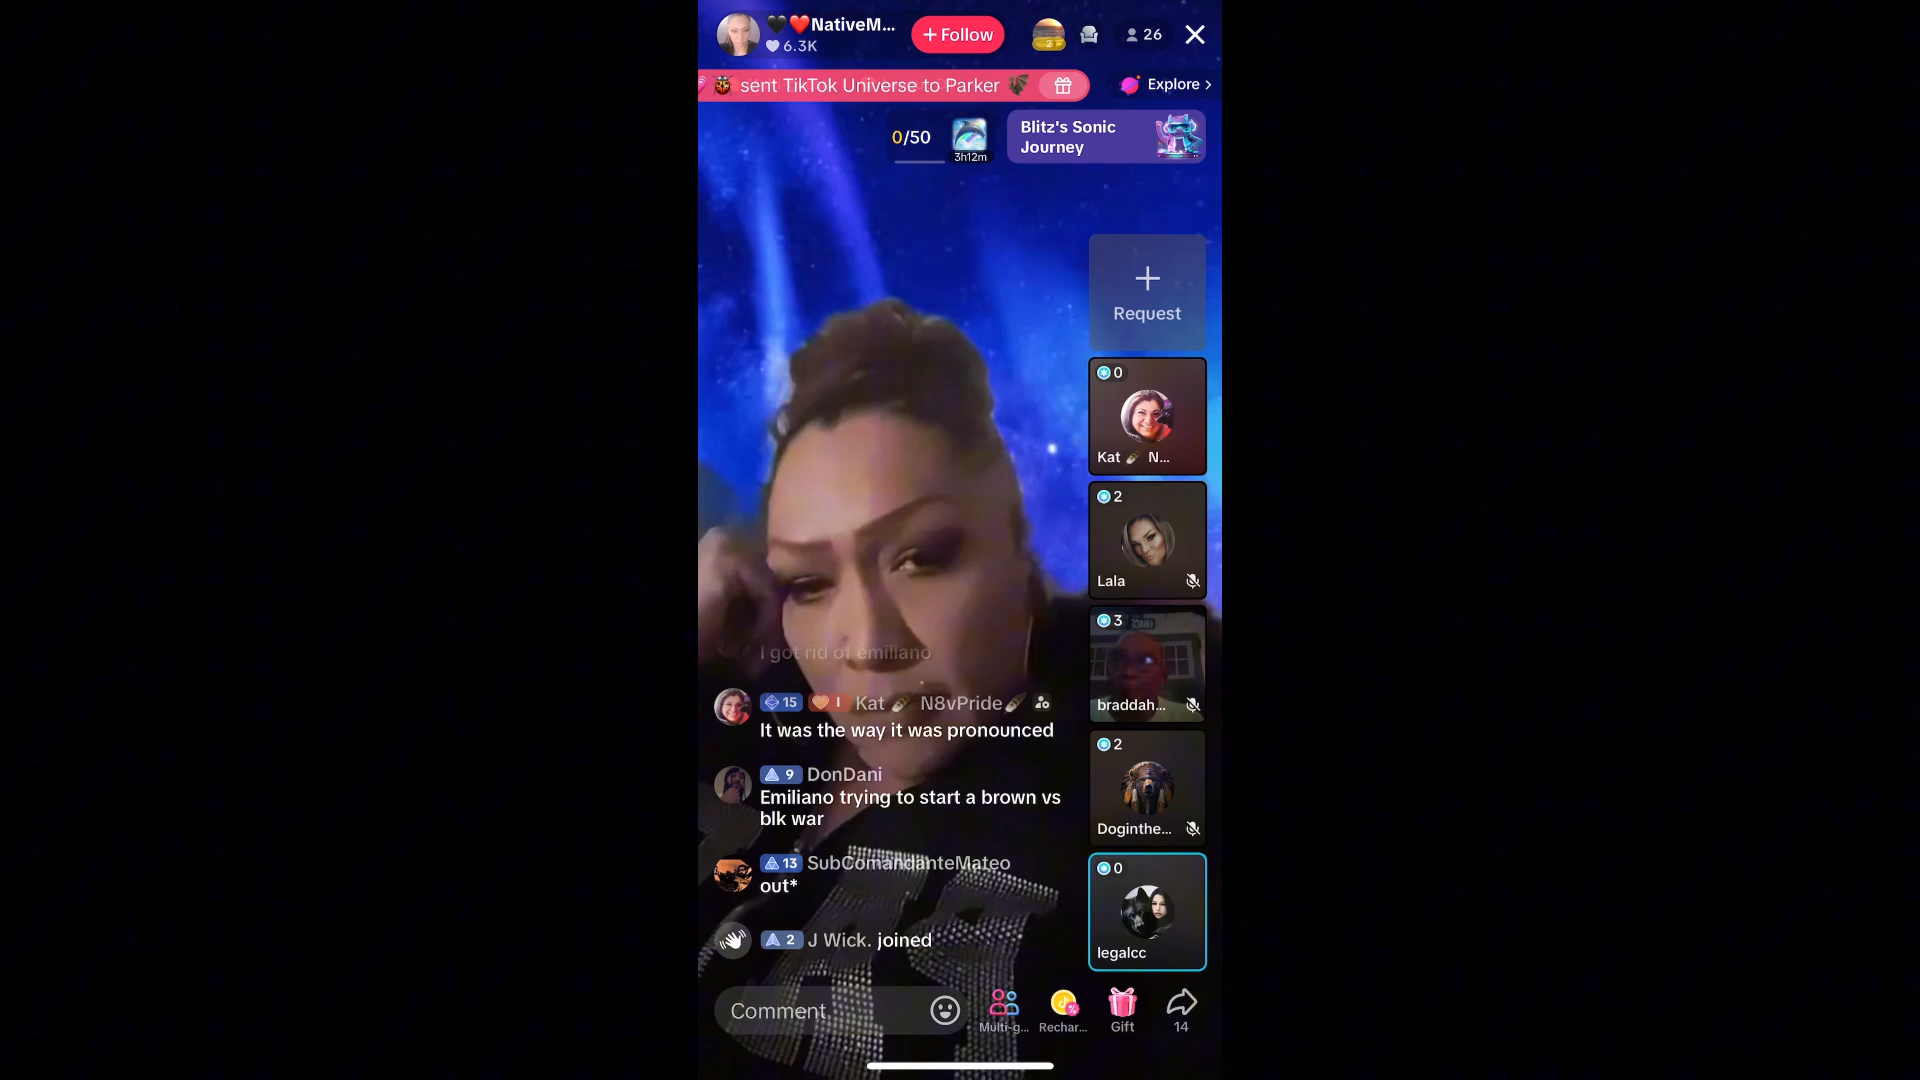 🖤❤️NativeM...
6.3K
+ Follow
2
26
sent TikTok Universe to Parker
Explore >
0/50
3h12m
Blitz's Sonic
Journey
Request
0
Kat N...
2
Lala
3
braddah...
2
Doginthe...
0
legalcc
I got rid of emiliano
15 I Kat N8vPride
It was the way it was pronounced
9 DonDani
Emiliano trying to start a brown vs
blk war
13 SubComandanteMateo
out*
2 J Wick. joined
Comment
Multi-g...
Rechar...
Gift
14